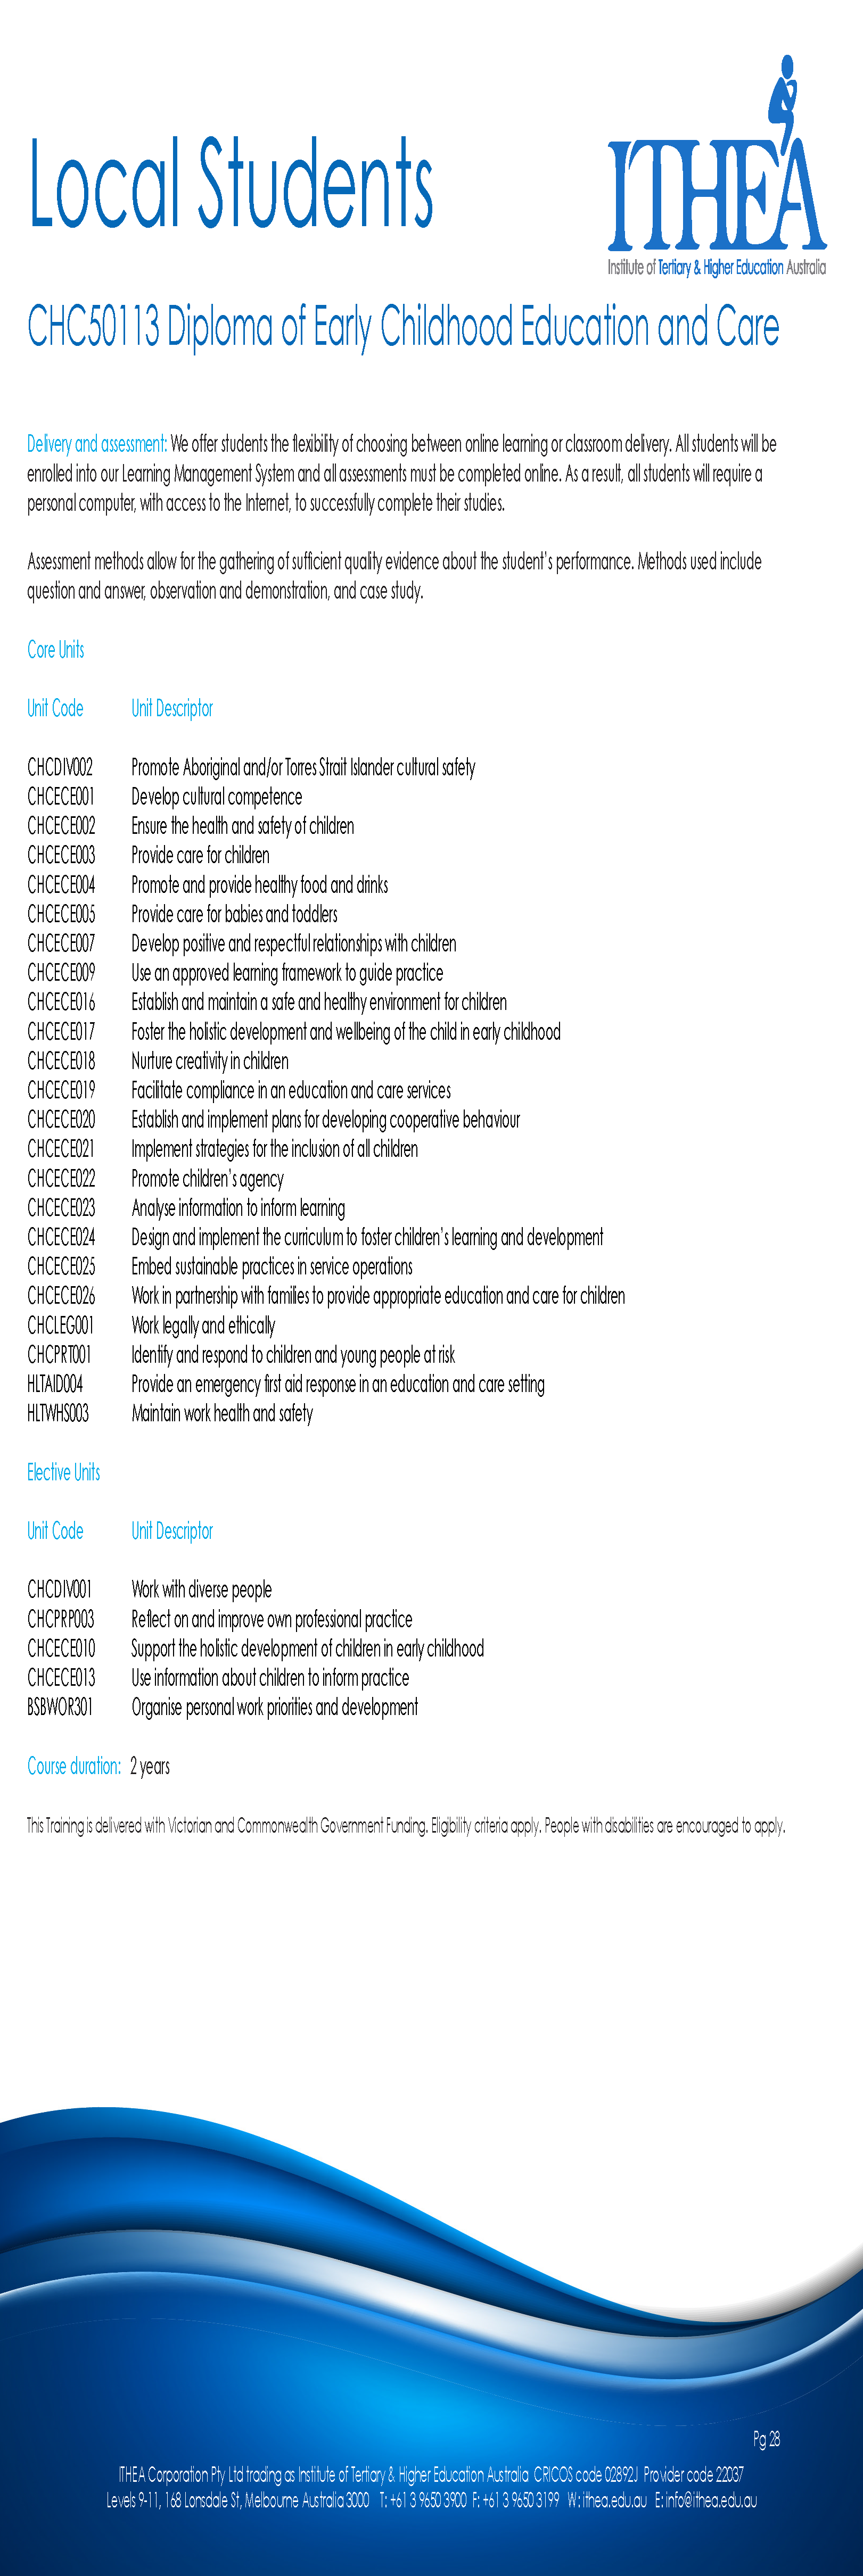 Local Students
ITHEA
Institute of Tertiary & Higher Education Australia
CHC50113 Diploma of Early Childhood Education and Care
Delivery and assessment: We offer students the flexibility of choosing between online learning or classroom delivery. All students will be
enrolled into our Learning Management System and all assessments must be completed online. As a result, all students will require a
personal computer, with access to the Internet, to successfully complete their studies.
Assessment methods allow for the gathering of sufficient quality evidence about the student's performance. Methods used include
question and answer, observation and demonstration, and case study.
Core Units
Unit Code Unit Descriptor
CHCDIV002 Promote Aboriginal and/or Torres Strait Islander cultural safety
CHCECE001 Develop cultural competence
CHCECE002 Ensure the health and safety of children
CHCECE003 Provide care for children
CHCECE004 Promote and provide healthy food and drinks
CHCECE005 Provide care for babies and toddlers
CHCECE007 Develop positive and respectful relationships with children
CHCECE009 Use an approved learning framework to guide practice
CHCECE016 Establish and maintain a safe and healthy environment for children
CHCECE017 Foster the holistic development and wellbeing of the child in early childhood
CHCECE018 Nurture creativity in children
CHCECE019 Facilitate compliance in an education and care services
CHCECE020 Establish and implement plans for developing cooperative behaviour
CHCECE021 Implement strategies for the inclusion of all children
CHCECE022 Promote children's agency
CHCECE023 Analyse information to inform learning
CHCECE024 Design and implement the curriculum to foster children's learning and development
CHCECE025 Embed sustainable practices in service operations
CHCECE026 Work in partnership with families to provide appropriate education and care for children
CHCLEG001 Work legally and ethically
CHCPRT001 Identify and respond to children and young people at risk
HLTAID004 Provide an emergency first aid response in an education and care setting
HLTWHS003 Maintain work health and safety
Elective Units
Unit Code Unit Descriptor
CHCDIV001 Work with diverse people
CHCPRP003 Reflect on and improve own professional practice
CHCECE010 Support the holistic development of children in early childhood
CHCECE013 Use information about children to inform practice
BSBWOR301 Organise personal work priorities and development
Course duration: 2 years
This Training is delivered with Victorian and Commonwealth Government Funding. Eligibility criteria apply. People with disabilities are encouraged to apply.
Pg 28
ITHEA Corporation Pty Ltd trading as Institute of Tertiary & Higher Education Australia CRICOS code 02892J Provider code 22037
Levels 9-11, 168 Lonsdale St, Melbourne Australia 3000 T: +61 3 9650 3900 F: +61 3 9650 3199 W: ithea.edu.au E: info@ithea.edu.au